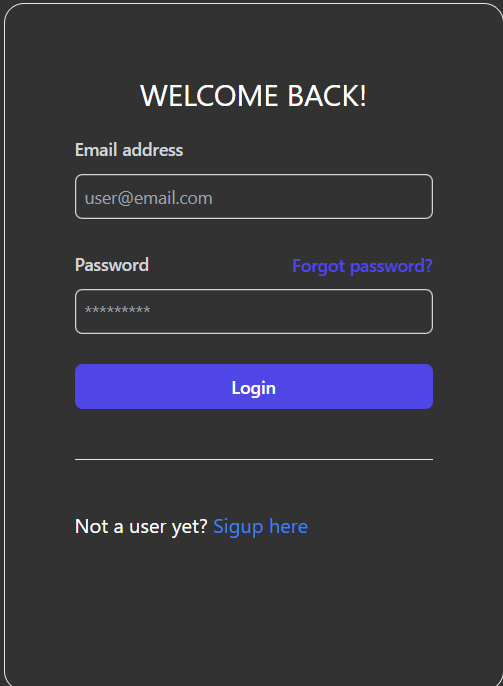 WELCOME BACK!
Email address
user@email.com
Password Forgot password?
*********
Login
Not a user yet? Sigup here